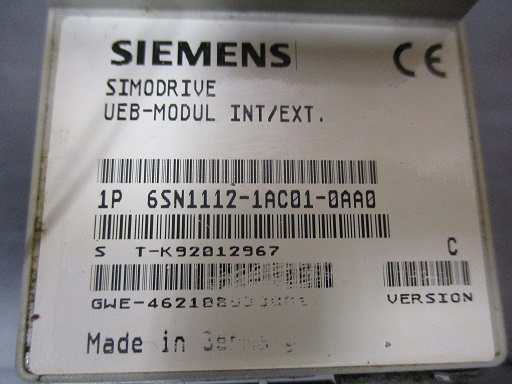 SIEMENS
CE
SIMODRIVE
UEB-MODUL INT/EXT.
1P 6SN1112-1AC01-0AA0
S T-K92012967
C
VERSION
Made in